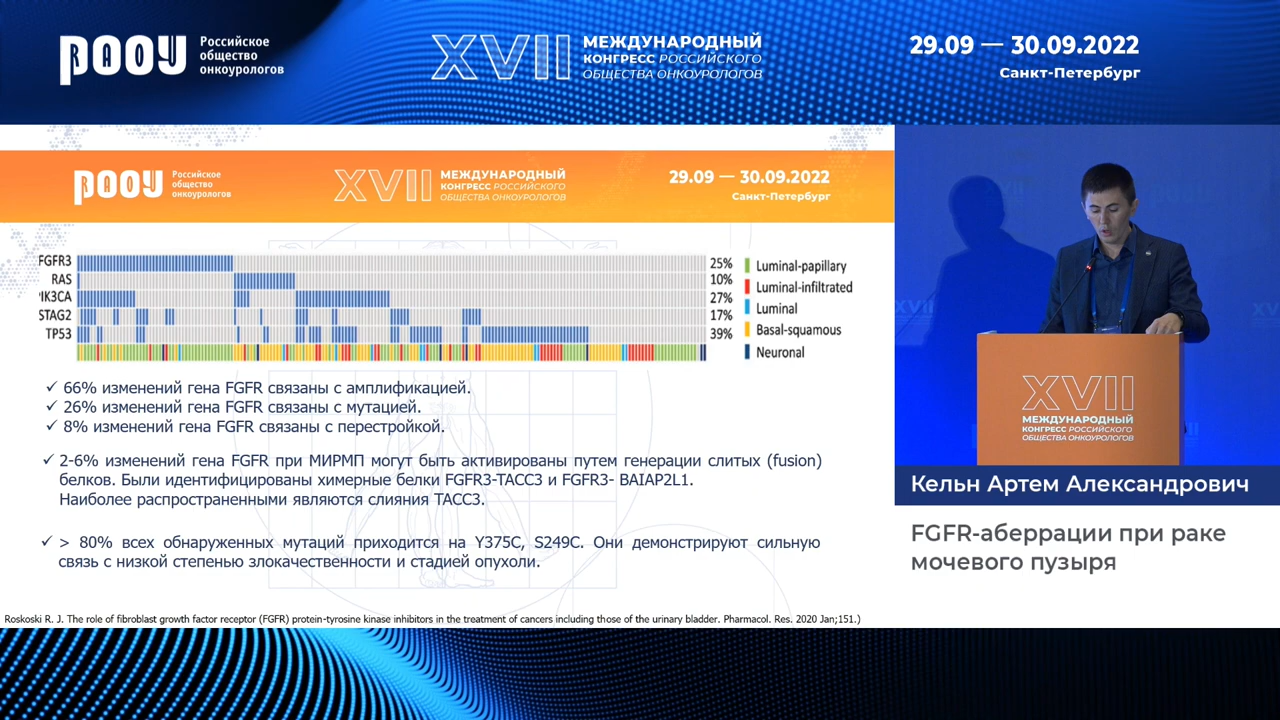 РООУ
Российское
общество
онкоурологов
XVII
МЕЖДУНАРОДНЫЙ
КОНГРЕСС РОССИЙСКОГО
ОБЩЕСТВА ОНКОУРОЛОГОВ
29.09 — 30.09.2022
Санкт-Петербург
РООУ
Российское
общество
онкоурологов
XVII
МЕЖДУНАРОДНЫЙ
КОНГРЕСС РОССИЙСКОГО
ОБЩЕСТВА ОНКОУРОЛОГОВ
29.09 — 30.09.2022
Санкт-Петербург
FGFR3 25%
RAS 10%
IK3CA 27%
STAG2 17%
TP53 39%
Luminal-papillary
Luminal-infiltrated
Luminal
Basal-squamous
Neuronal
✓ 66% изменений гена FGFR связаны с амплификацией.
✓ 26% изменений гена FGFR связаны с мутацией.
✓ 8% изменений гена FGFR связаны с перестройкой.
✓ 2-6% изменений гена FGFR при МИРМП могут быть активированы путем генерации слитых (fusion)
белков. Были идентифицированы химерные белки FGFR3-TACC3 и FGFR3- BAIAP2L1.
Наиболее распространенными являются слияния TACC3.
✓ > 80% всех обнаруженных мутаций приходится на Y375C, S249C. Они демонстрируют сильную
связь с низкой степенью злокачественности и стадией опухоли.
Roskoski R. J. The role of fibroblast growth factor receptor (FGFR) protein-tyrosine kinase inhibitors in the treatment of cancers including those of the urinary bladder. Pharmacol. Res. 2020 Jan;151.)
XVII
МЕЖДУНАРОДНЫЙ
КОНГРЕСС РОССИЙСКОГО
ОБЩЕСТВА ОНКОУРОЛОГОВ
Кельн Артем Александрович
FGFR-аберрации при раке
мочевого пузыря